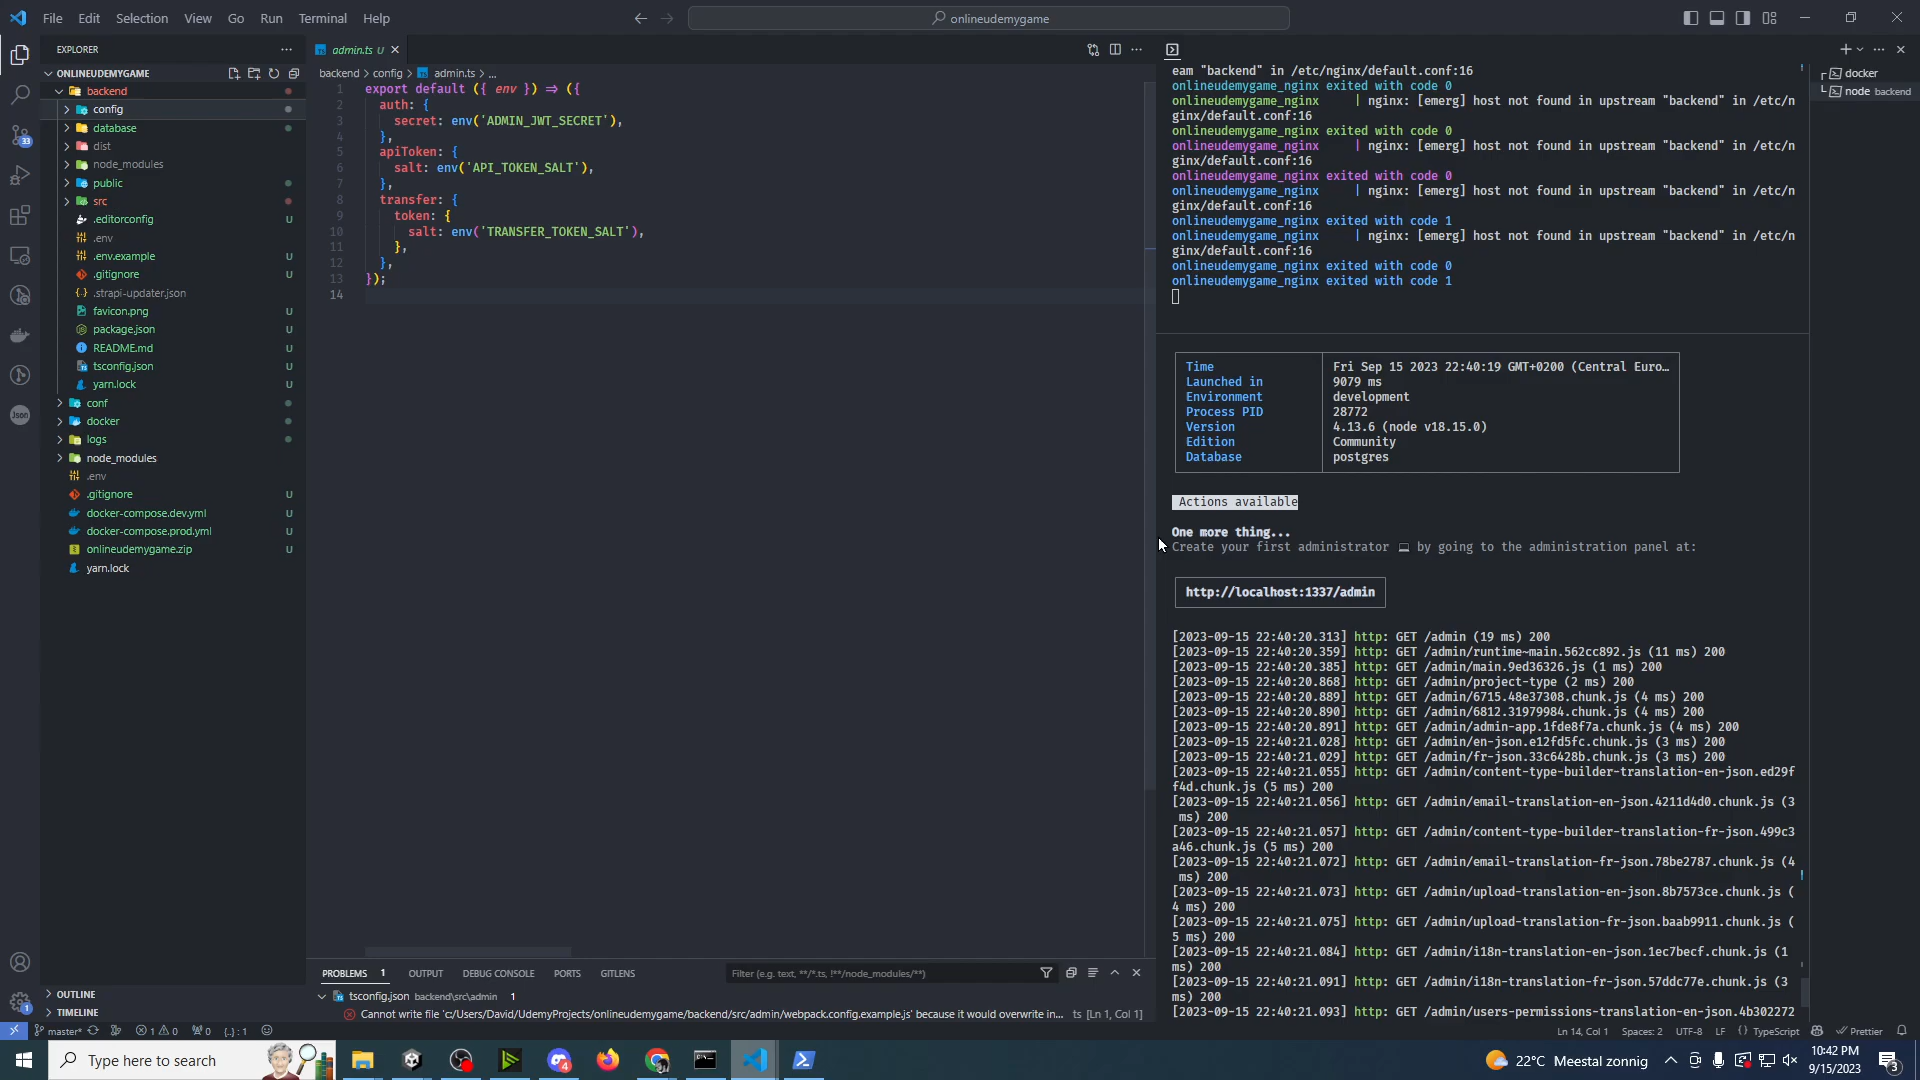 File Edit Selection View Go Run Terminal Help
onlineudemygame
EXPLORER
ONLINEUDEMYGAME
backend
config
database
dist
node_modules
public
src
.editorconfig U
.env
.env.example U
.gitignore U
.strapi-updater.json
favicon.png U
package.json U
README.md U
tsconfig.json U
yarn.lock U
conf
docker
logs
node_modules
.env
.gitignore U
docker-compose.dev.yml U
docker-compose.prod.yml U
onlineudemygame.zip U
yarn.lock
OUTLINE
TIMELINE
admin.ts U
backend > config > admin.ts > ...
1 export default ({ env }) => ({
2 auth: {
3 secret: env('ADMIN_JWT_SECRET'),
4 },
5 apiToken: {
6 salt: env('API_TOKEN_SALT'),
7 },
8 transfer: {
9 token: {
10 salt: env('TRANSFER_TOKEN_SALT'),
11 },
12 },
13 });
14
PROBLEMS 1 OUTPUT DEBUG CONSOLE PORTS GITLENS
Filter (e.g. text, **/*.ts, !**/node_modules/**)
tsconfig.json backend\src\admin 1
Cannot write file 'c:/Users/David/UdemyProjects/onlineudemygame/backend/src/admin/webpack.config.example.js' because it would overwrite in... ts [Ln 1, Col 1]
eam "backend" in /etc/nginx/default.conf:16
onlineudemygame_nginx exited with code 0
onlineudemygame_nginx | nginx: [emerg] host not found in upstream "backend" in /etc/n
ginx/default.conf:16
onlineudemygame_nginx exited with code 0
onlineudemygame_nginx | nginx: [emerg] host not found in upstream "backend" in /etc/n
ginx/default.conf:16
onlineudemygame_nginx exited with code 0
onlineudemygame_nginx | nginx: [emerg] host not found in upstream "backend" in /etc/n
ginx/default.conf:16
onlineudemygame_nginx exited with code 1
onlineudemygame_nginx | nginx: [emerg] host not found in upstream "backend" in /etc/n
ginx/default.conf:16
onlineudemygame_nginx exited with code 0
onlineudemygame_nginx exited with code 1
docker
node backend
Time Fri Sep 15 2023 22:40:19 GMT+0200 (Central Euro…
Launched in 9079 ms
Environment development
Process PID 28772
Version 4.13.6 (node v18.15.0)
Edition Community
Database postgres
Actions available
One more thing...
Create your first administrator 💻 by going to the administration panel at:
http://localhost:1337/admin
[2023-09-15 22:40:20.313] http: GET /admin (19 ms) 200
[2023-09-15 22:40:20.359] http: GET /admin/runtime~main.562cc892.js (11 ms) 200
[2023-09-15 22:40:20.385] http: GET /admin/main.9ed36326.js (1 ms) 200
[2023-09-15 22:40:20.868] http: GET /admin/project-type (2 ms) 200
[2023-09-15 22:40:20.889] http: GET /admin/6715.48e37308.chunk.js (4 ms) 200
[2023-09-15 22:40:20.890] http: GET /admin/6812.31979984.chunk.js (4 ms) 200
[2023-09-15 22:40:20.891] http: GET /admin/admin-app.1fde8f7a.chunk.js (4 ms) 200
[2023-09-15 22:40:21.028] http: GET /admin/en-json.e12fd5fc.chunk.js (3 ms) 200
[2023-09-15 22:40:21.029] http: GET /admin/fr-json.33c6428b.chunk.js (3 ms) 200
[2023-09-15 22:40:21.055] http: GET /admin/content-type-builder-translation-en-json.ed29f
f4d.chunk.js (5 ms) 200
[2023-09-15 22:40:21.056] http: GET /admin/email-translation-en-json.4211d4d0.chunk.js (3
ms) 200
[2023-09-15 22:40:21.057] http: GET /admin/content-type-builder-translation-fr-json.499c3
a46.chunk.js (5 ms) 200
[2023-09-15 22:40:21.072] http: GET /admin/email-translation-fr-json.78be2787.chunk.js (4
ms) 200
[2023-09-15 22:40:21.073] http: GET /admin/upload-translation-en-json.8b7573ce.chunk.js (
4 ms) 200
[2023-09-15 22:40:21.075] http: GET /admin/upload-translation-fr-json.baab9911.chunk.js (
5 ms) 200
[2023-09-15 22:40:21.084] http: GET /admin/i18n-translation-en-json.1ec7becf.chunk.js (1
ms) 200
[2023-09-15 22:40:21.091] http: GET /admin/i18n-translation-fr-json.57ddc77e.chunk.js (3
ms) 200
[2023-09-15 22:40:21.093] http: GET /admin/users-permissions-translation-en-json.4b302272
33
Json
1
master* 1 0 0 {..} : 1
Ln 14, Col 1 Spaces: 2 UTF-8 LF { } TypeScript Prettier
Type here to search
4
22°C Meestal zonnig
10:42 PM
9/15/2023
3